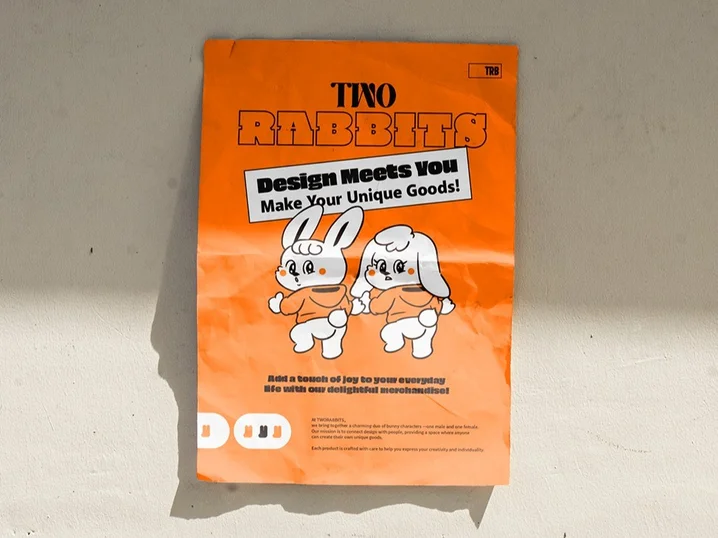 TRB
TWO
RABBITS
Design Meets You
Make Your Unique Goods!
Add a touch of joy to your everyday
life with our delightful merchandise!
At TWORABBITS,
we bring together a charming duo of bunny characters – one male and one female.
Our mission is to connect design with people, providing a space where anyone
can create their own unique goods.
Each product is crafted with care to help you express your creativity and individuality.